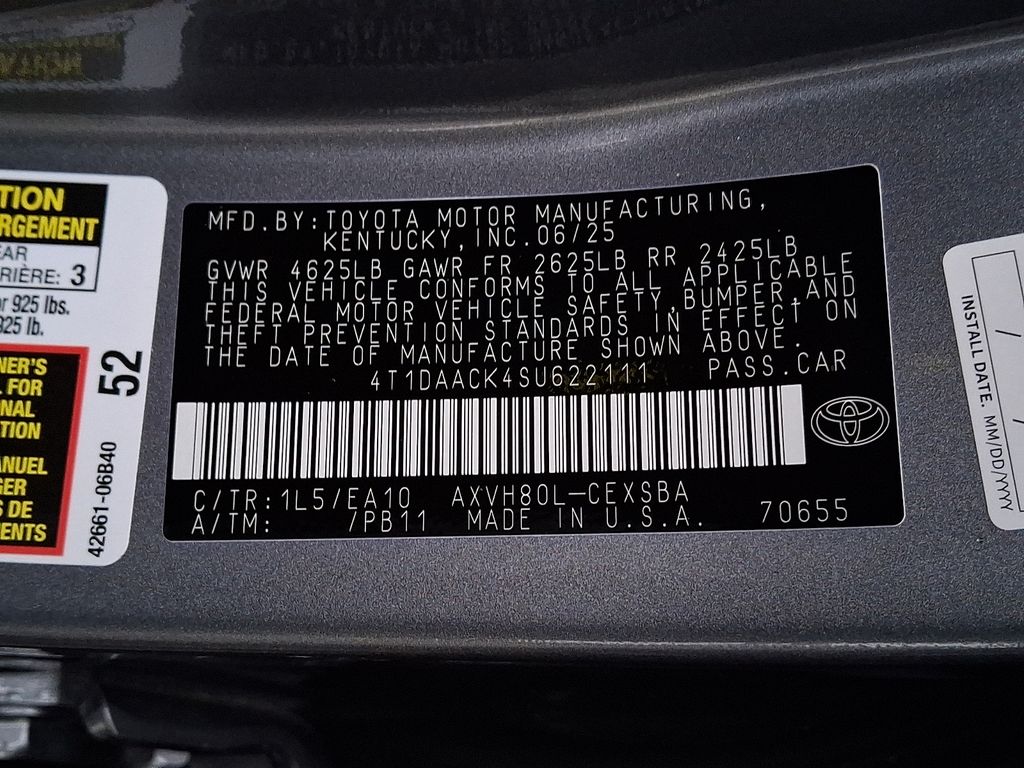 TION
RGEMENT
EAR
RIÈRE: 3
or 925 lbs.
825 lb.
NER'S
L FOR
NAL
TION
ANUEL
GER
S DE
MENTS
52
42661-06B40
MFD.BY:TOYOTA MOTOR MANUFACTURING,
KENTUCKY,INC.06/25
GVWR 4625LB GAWR FR 2625LB RR 2425LB
THIS VEHICLE CONFORMS TO ALL APPLICABLE
FEDERAL MOTOR VEHICLE SAFETY,BUMPER,AND
THEFT PREVENTION STANDARDS IN EFFECT ON
THE DATE OF MANUFACTURE SHOWN ABOVE.
4T1DAACK4SU622111 PASS.CAR
C/TR:1L5/EA10 AXVH80L-CEXSBA
A/TM: /PB11 MADE IN U.S.A. 70655
INSTALL DATE. MM/DD/YYYY
/ /